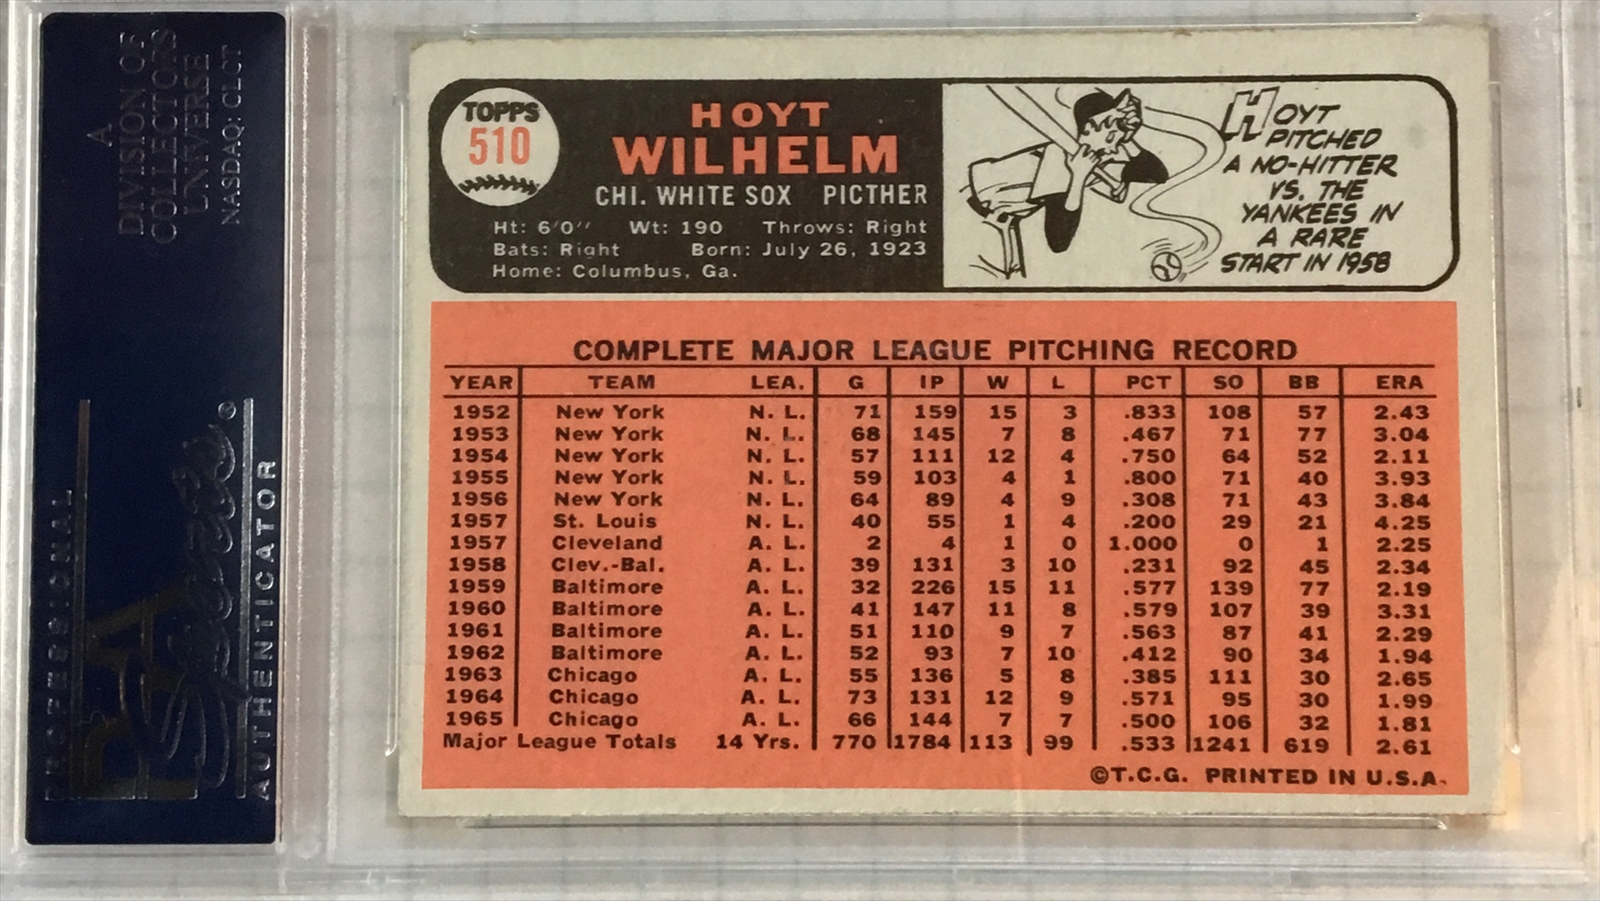 A
DIVISION OF
COLLECTORS
UNIVERSE
NASDAQ: CLCT
PROFESSIONAL
PSA
Sports
®
AUTHENTICATOR
TOPPS
510
HOYT
WILHELM
CHI. WHITE SOX PICTHER
Ht: 6'0" Wt: 190 Throws: Right
Bats: Right Born: July 26, 1923
Home: Columbus, Ga.
HOYT
PITCHED
A NO-HITTER
VS. THE
YANKEES IN
A RARE
START IN 1958
COMPLETE MAJOR LEAGUE PITCHING RECORD
YEAR TEAM LEA. G IP W L PCT SO BB ERA
1952 New York N. L. 71 159 15 3 .833 108 57 2.43
1953 New York N. L. 68 145 7 8 .467 71 77 3.04
1954 New York N. L. 57 111 12 4 .750 64 52 2.11
1955 New York N. L. 59 103 4 1 .800 71 40 3.93
1956 New York N. L. 64 89 4 9 .308 71 43 3.84
1957 St. Louis N. L. 40 55 1 4 .200 29 21 4.25
1957 Cleveland A. L. 2 4 1 0 1.000 0 1 2.25
1958 Clev.-Bal. A. L. 39 131 3 10 .231 92 45 2.34
1959 Baltimore A. L. 32 226 15 11 .577 139 77 2.19
1960 Baltimore A. L. 41 147 11 8 .579 107 39 3.31
1961 Baltimore A. L. 51 110 9 7 .563 87 41 2.29
1962 Baltimore A. L. 52 93 7 10 .412 90 34 1.94
1963 Chicago A. L. 55 136 5 8 .385 111 30 2.65
1964 Chicago A. L. 73 131 12 9 .571 95 30 1.99
1965 Chicago A. L. 66 144 7 7 .500 106 32 1.81
Major League Totals 14 Yrs. 770 1784 113 99 .533 1241 619 2.61
©T.C.G. PRINTED IN U.S.A.